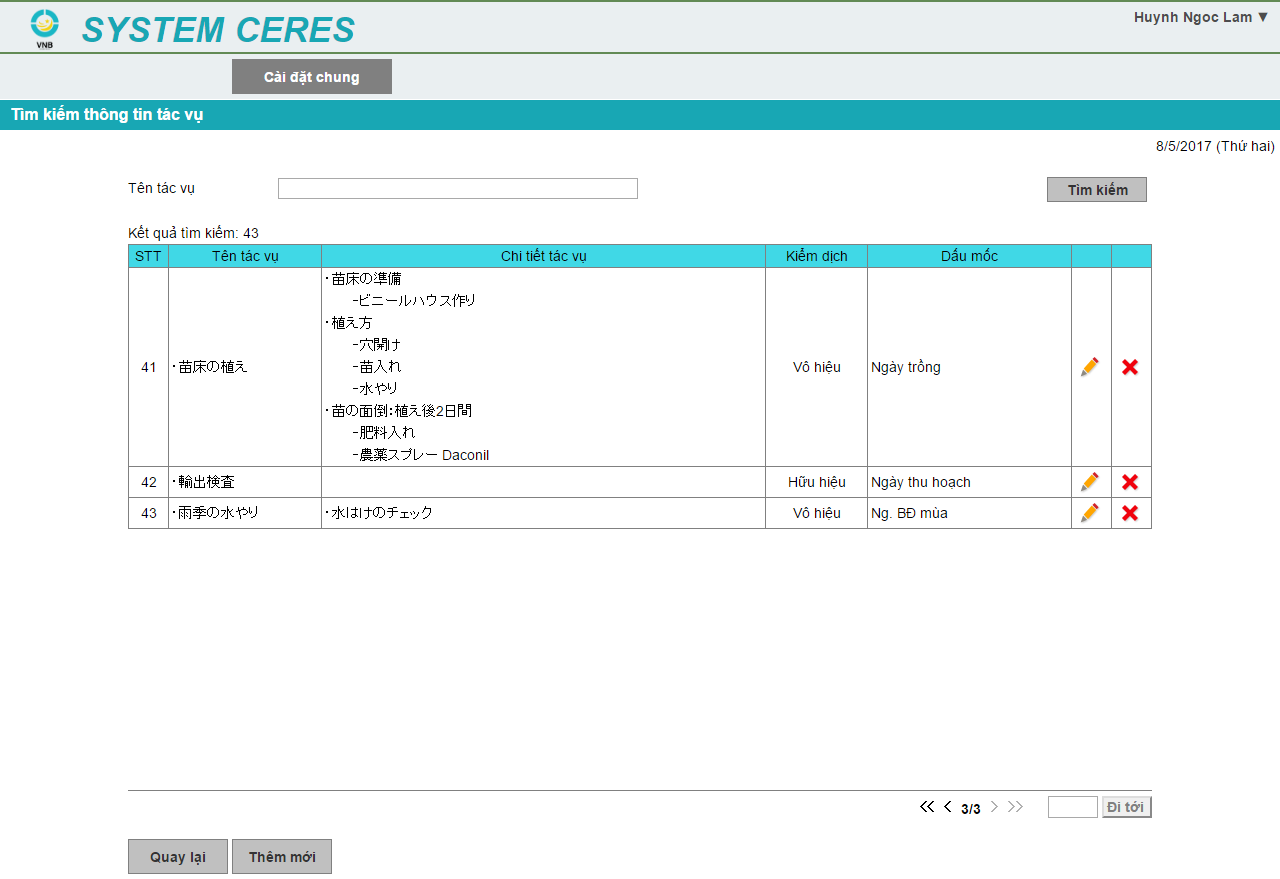 VNB
SYSTEM CERES
Huynh Ngoc Lam ▼
Cài đặt chung
Tìm kiếm thông tin tác vụ
8/5/2017 (Thứ hai)
Tên tác vụ
Tìm kiếm
Kết quả tìm kiếm: 43
STT Tên tác vụ Chi tiết tác vụ Kiểm dịch Dấu mốc
・苗床の準備
-ビニールハウス作り
・植え方
-穴開け
41 ・苗床の植え -苗入れ Vô hiệu Ngày trồng
-水やり
・苗の面倒:植え後2日間
-肥料入れ
-農薬スプレー Daconil
42 ・輸出検査 Hữu hiệu Ngày thu hoạch
43 ・雨季の水やり ・水はけのチェック Vô hiệu Ng. BĐ mùa
3/3
Đi tới
Quay lại
Thêm mới